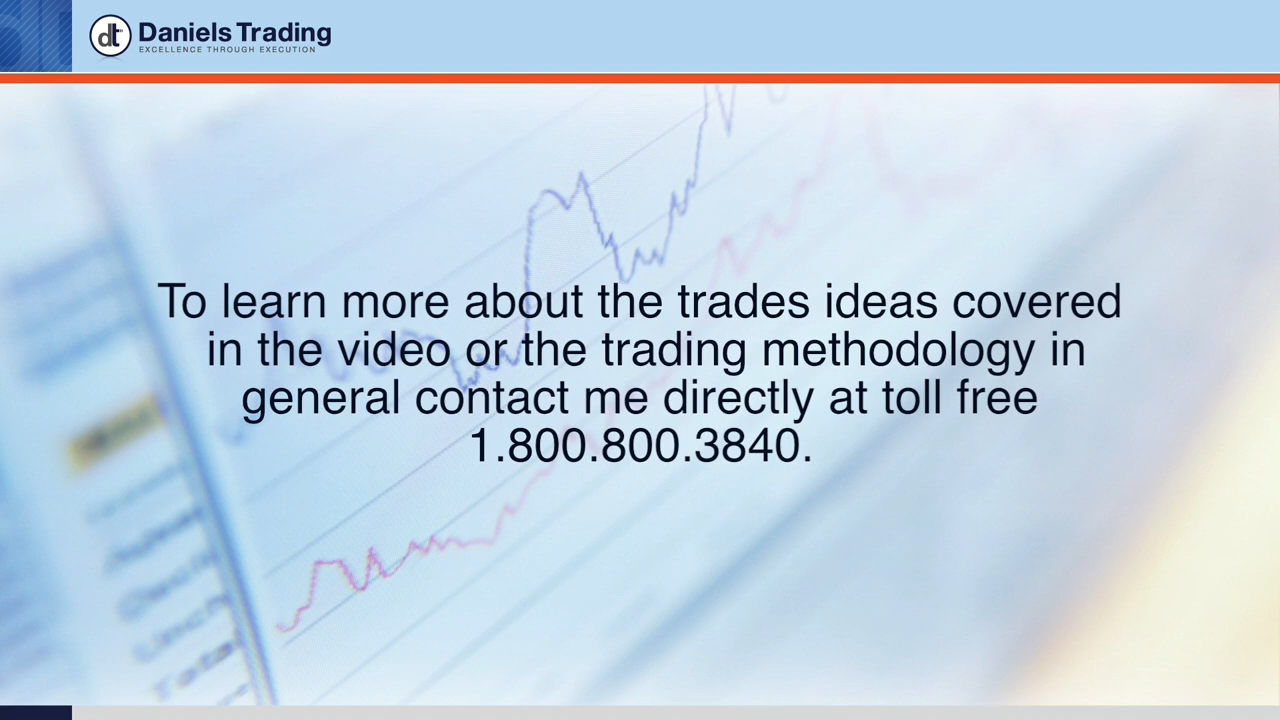 dt Daniels Trading
EXCELLENCE THROUGH EXECUTION
To learn more about the trades ideas covered
in the video or the trading methodology in
general contact me directly at toll free
1.800.800.3840.